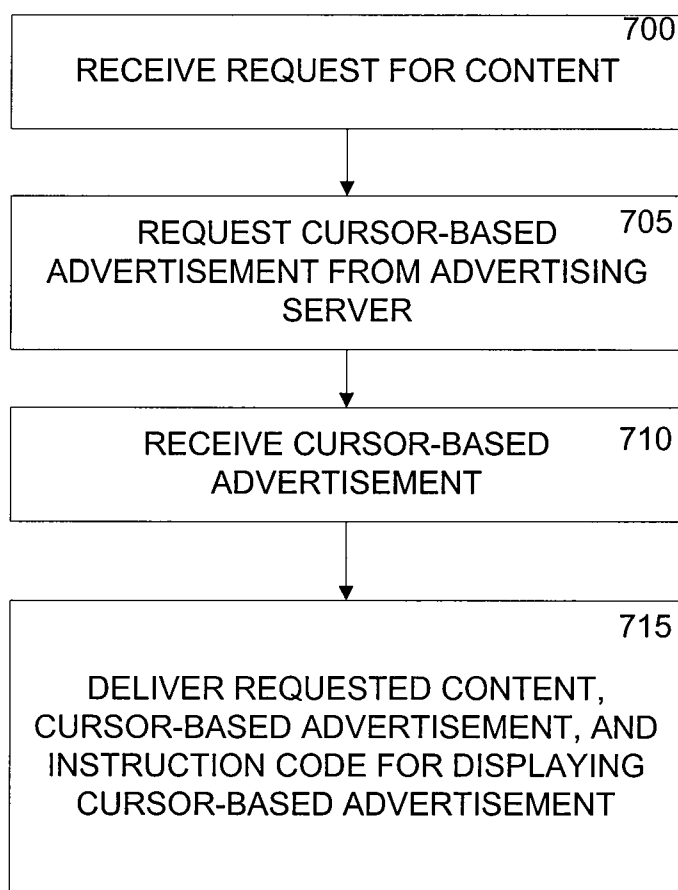 700
RECEIVE REQUEST FOR CONTENT
705
REQUEST CURSOR-BASED
ADVERTISEMENT FROM ADVERTISING
SERVER
710
RECEIVE CURSOR-BASED
ADVERTISEMENT
715
DELIVER REQUESTED CONTENT,
CURSOR-BASED ADVERTISEMENT, AND
INSTRUCTION CODE FOR DISPLAYING
CURSOR-BASED ADVERTISEMENT